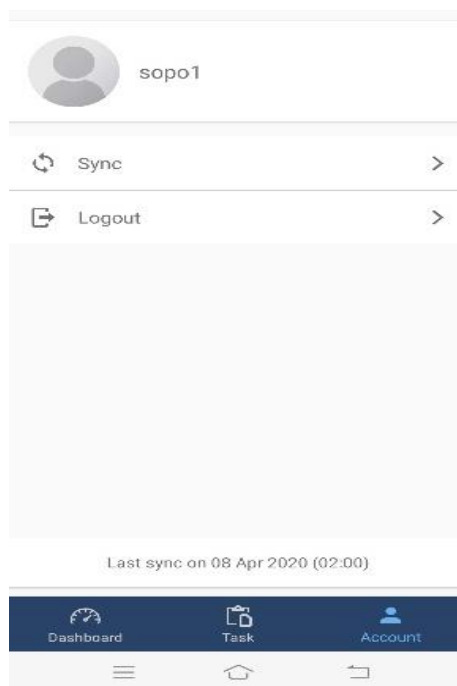 sopo1
Sync
Logout
Last sync on 08 Apr 2020 (02:00)
Dashboard Task Account